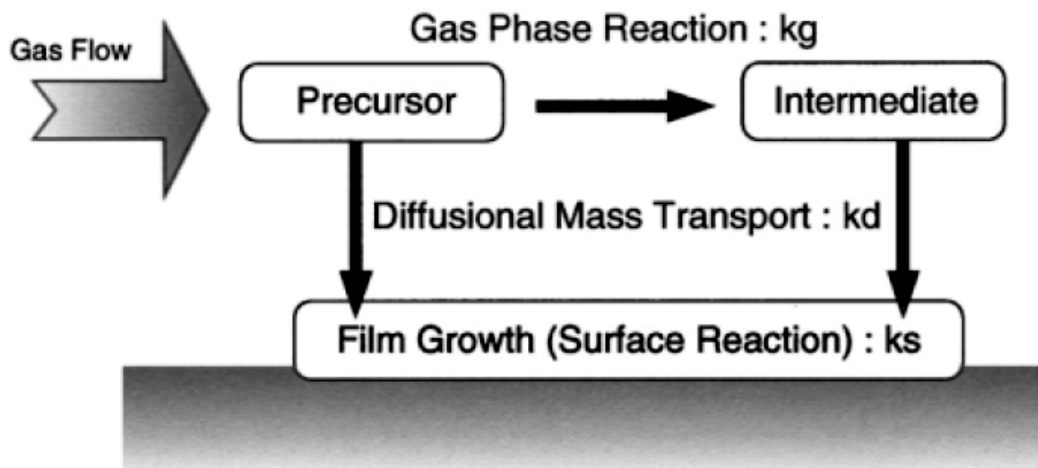 Gas Phase Reaction : kg
Gas Flow
Precursor
Intermediate
Diffusional Mass Transport : kd
Film Growth (Surface Reaction) : ks